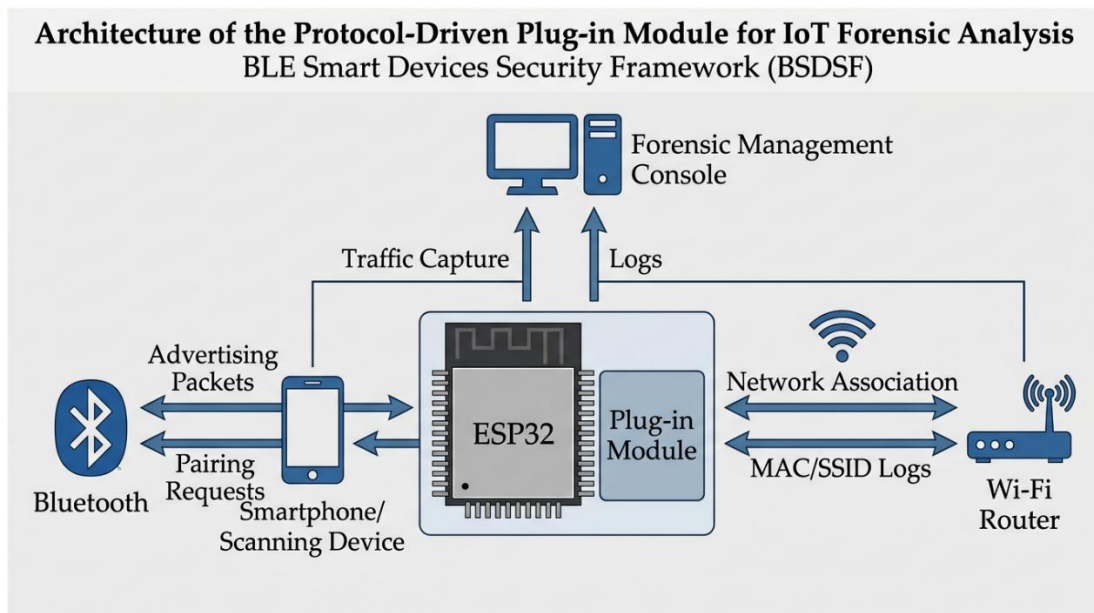 Architecture of the Protocol-Driven Plug-in Module for IoT Forensic Analysis
BLE Smart Devices Security Framework (BSDSF)
Forensic Management
Console
Traffic Capture
Logs
Advertising
Packets
Pairing
Requests
Bluetooth
Smartphone/
Scanning Device
ESP32
Plug-in
Module
Network Association
MAC/SSID Logs
Wi-Fi
Router